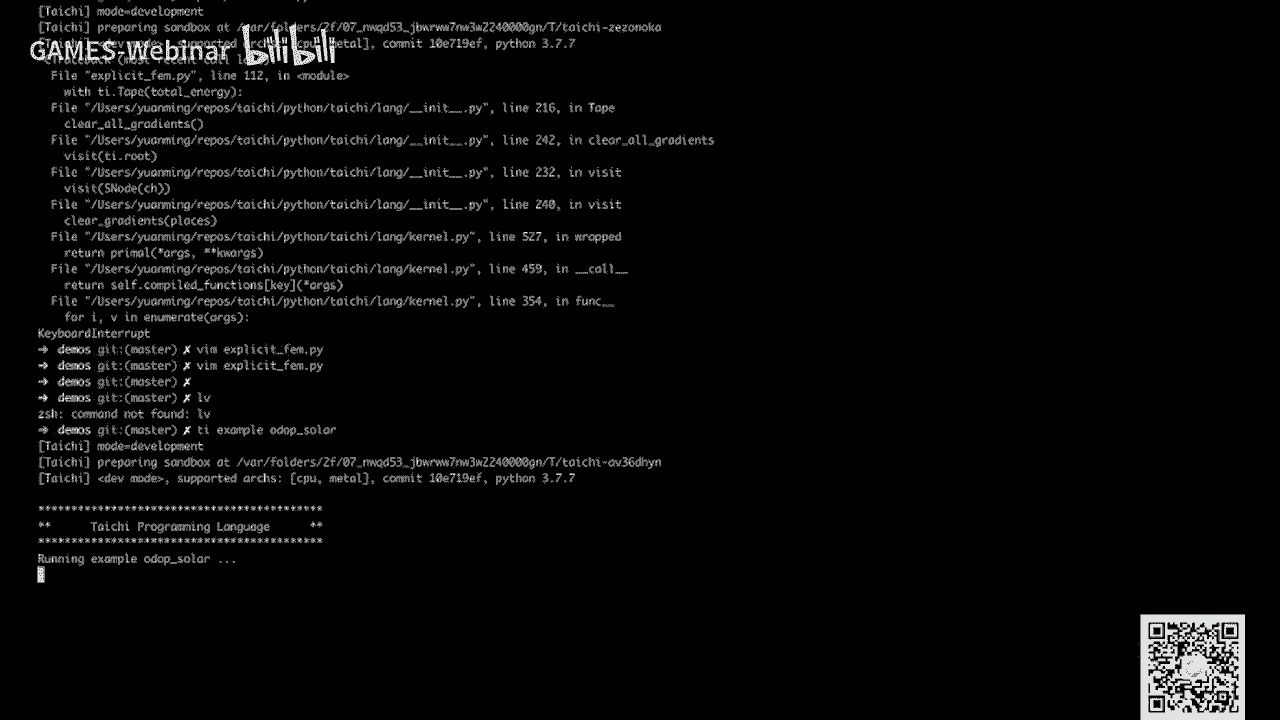 [Taichi] mode=development
[Taichi] preparing sandbox at /var/folders/2f/07_nwqd53_jbwrww7nw3w2240000gn/T/taichi-zezonoka
GAMES-Webinar bilibili
metal], commit 10e719ef, python 3.7.7
File "explicit_fem.py", line 112, in <module>
with ti.Tape(total_energy):
File "/Users/yuanming/repos/taichi/python/taichi/lang/__init__.py", line 216, in Tape
clear_all_gradients()
File "/Users/yuanming/repos/taichi/python/taichi/lang/__init__.py", line 242, in clear_all_gradients
visit(ti.root)
File "/Users/yuanming/repos/taichi/python/taichi/lang/__init__.py", line 232, in visit
visit(SNode(ch))
File "/Users/yuanming/repos/taichi/python/taichi/lang/__init__.py", line 240, in visit
clear_gradients(places)
File "/Users/yuanming/repos/taichi/python/taichi/lang/kernel.py", line 527, in wrapped
return primal(*args, **kwargs)
File "/Users/yuanming/repos/taichi/python/taichi/lang/kernel.py", line 459, in __call__
return self.compiled_functions[key](*args)
File "/Users/yuanming/repos/taichi/python/taichi/lang/kernel.py", line 354, in func__
for i, v in enumerate(args):
KeyboardInterrupt
→ demos git:(master) ✗ vim explicit_fem.py
→ demos git:(master) ✗ vim explicit_fem.py
→ demos git:(master) ✗
→ demos git:(master) ✗ lv
zsh: command not found: lv
→ demos git:(master) ✗ ti example odop_solar
[Taichi] mode=development
[Taichi] preparing sandbox at /var/folders/2f/07_nwqd53_jbwrww7nw3w2240000gn/T/taichi-av36dhyn
[Taichi] <dev mode>, supported archs: [cpu, metal], commit 10e719ef, python 3.7.7
*******************************************
** Taichi Programming Language **
*******************************************
Running example odop_solar ...